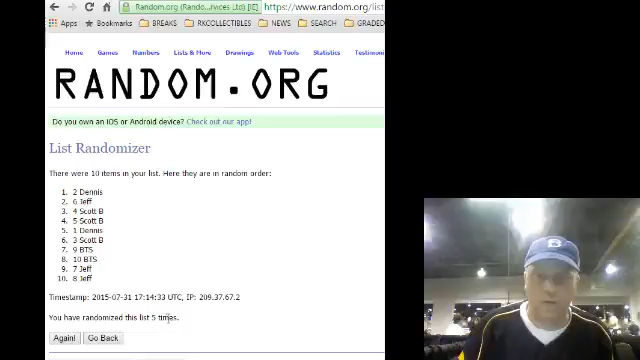 Random.org (Rando...rvices Ltd) [IE] https://www.random.org/list
Apps Bookmarks BREAKS RKCOLLECTIBLES NEWS SEARCH GRADED
Home Games Numbers Lists & More Drawings Web Tools Statistics Testimoni
RANDOM.ORG
Do you own an iOS or Android device? Check out our app!
List Randomizer
There were 10 items in your list. Here they are in random order:
1. 2 Dennis
2. 6 Jeff
3. 4 Scott B
4. 5 Scott B
5. 1 Dennis
6. 3 Scott B
7. 9 BTS
8. 10 BTS
9. 7 Jeff
10. 8 Jeff
Timestamp: 2015-07-31 17:14:33 UTC, IP: 209.37.67.2
You have randomized this list 5 times.
Again! Go Back
B